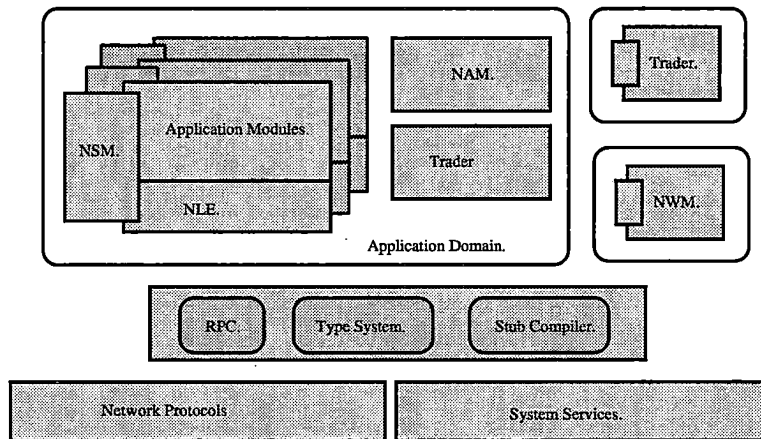 NAM.
Trader.
Application Modules.
NSM.
Trader
NWM.
NLE.
Application Domain.
RPC.
Type System.
Stub Compiler.
Network Protocols
System Services.